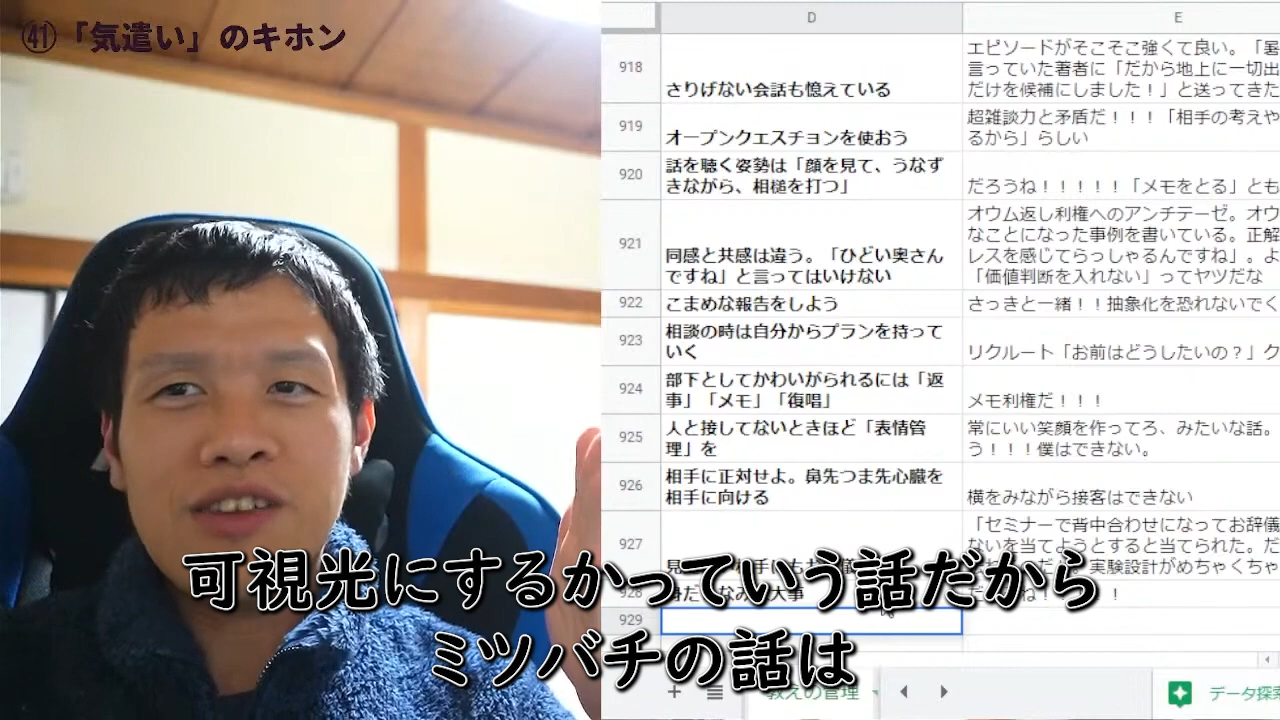 ㊶「気遣い」のキホン
D
E
918
さりげない会話も憶えている
エピソードがそこそこ強くて良い。「暑
言っていた著者に「だから地上に一切出
だけを候補にしました！」と送ってきた
919
オープンクエスチョンを使おう
超雑談力と矛盾だ！！！「相手の考えや
るから」らしい
920
話を聴く姿勢は「顔を見て、うなず
きながら、相槌を打つ」
だろうね！！！！！「メモをとる」とも
921
同感と共感は違う。「ひどい奥さん
ですね」と言ってはいけない
オウム返し利権へのアンチテーゼ。オウ
なことになった事例を書いている。正解
レスを感じてらっしゃるんですね」。よ
「価値判断を入れない」ってヤツだな
922
こまめな報告をしよう
さっきと一緒！！抽象化を恐れないでく
923
相談の時は自分からプランを持って
いく
リクルート「お前はどうしたいの？」ク
924
部下としてかわいがられるには「返
事」「メモ」「復唱」
メモ利権だ！！！
925
人と接してないときほど「表情管
理」を
常にいい笑顔を作ってろ、みたいな話。
う！！！僕はできない。
926
相手に正対せよ。鼻先つま先心臓を
相手に向ける
横をみながら接客はできない
927
「セミナーで背中合わせになってお辞儀
ないを当てようとすると当てられた。だ
実験設計がめちゃくちゃ
928
大事
929
可視光にするかっていう話だから
ミツバチの話は
教えの管理
データ探索